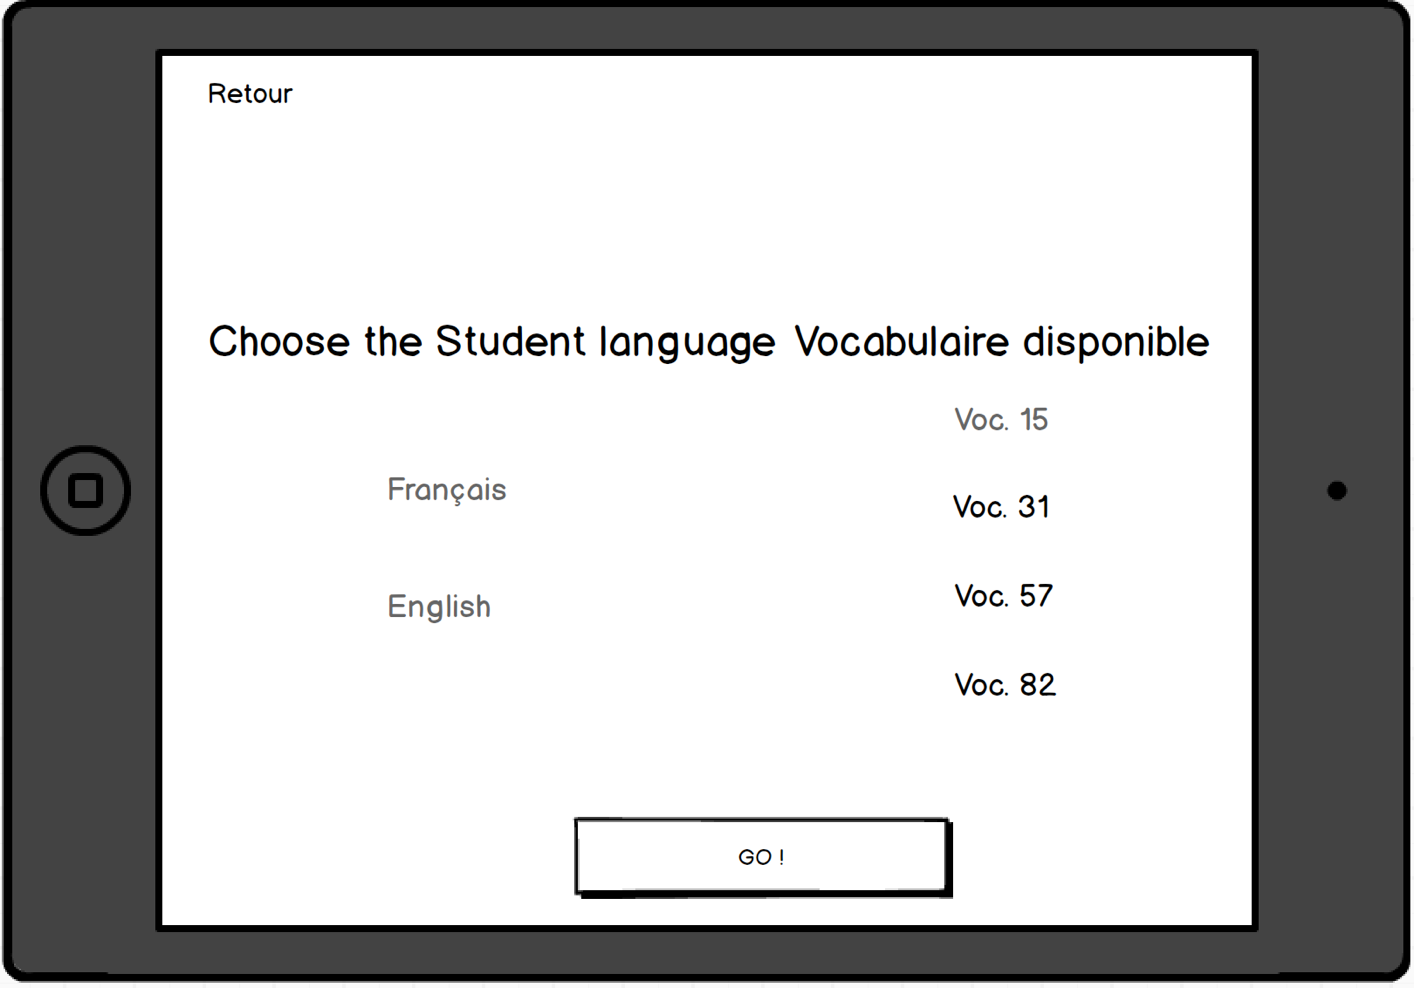 Retour
Choose the Student language
Français
English
Vocabulaire disponible
Voc. 15
Voc. 31
Voc. 57
Voc. 82
GO !